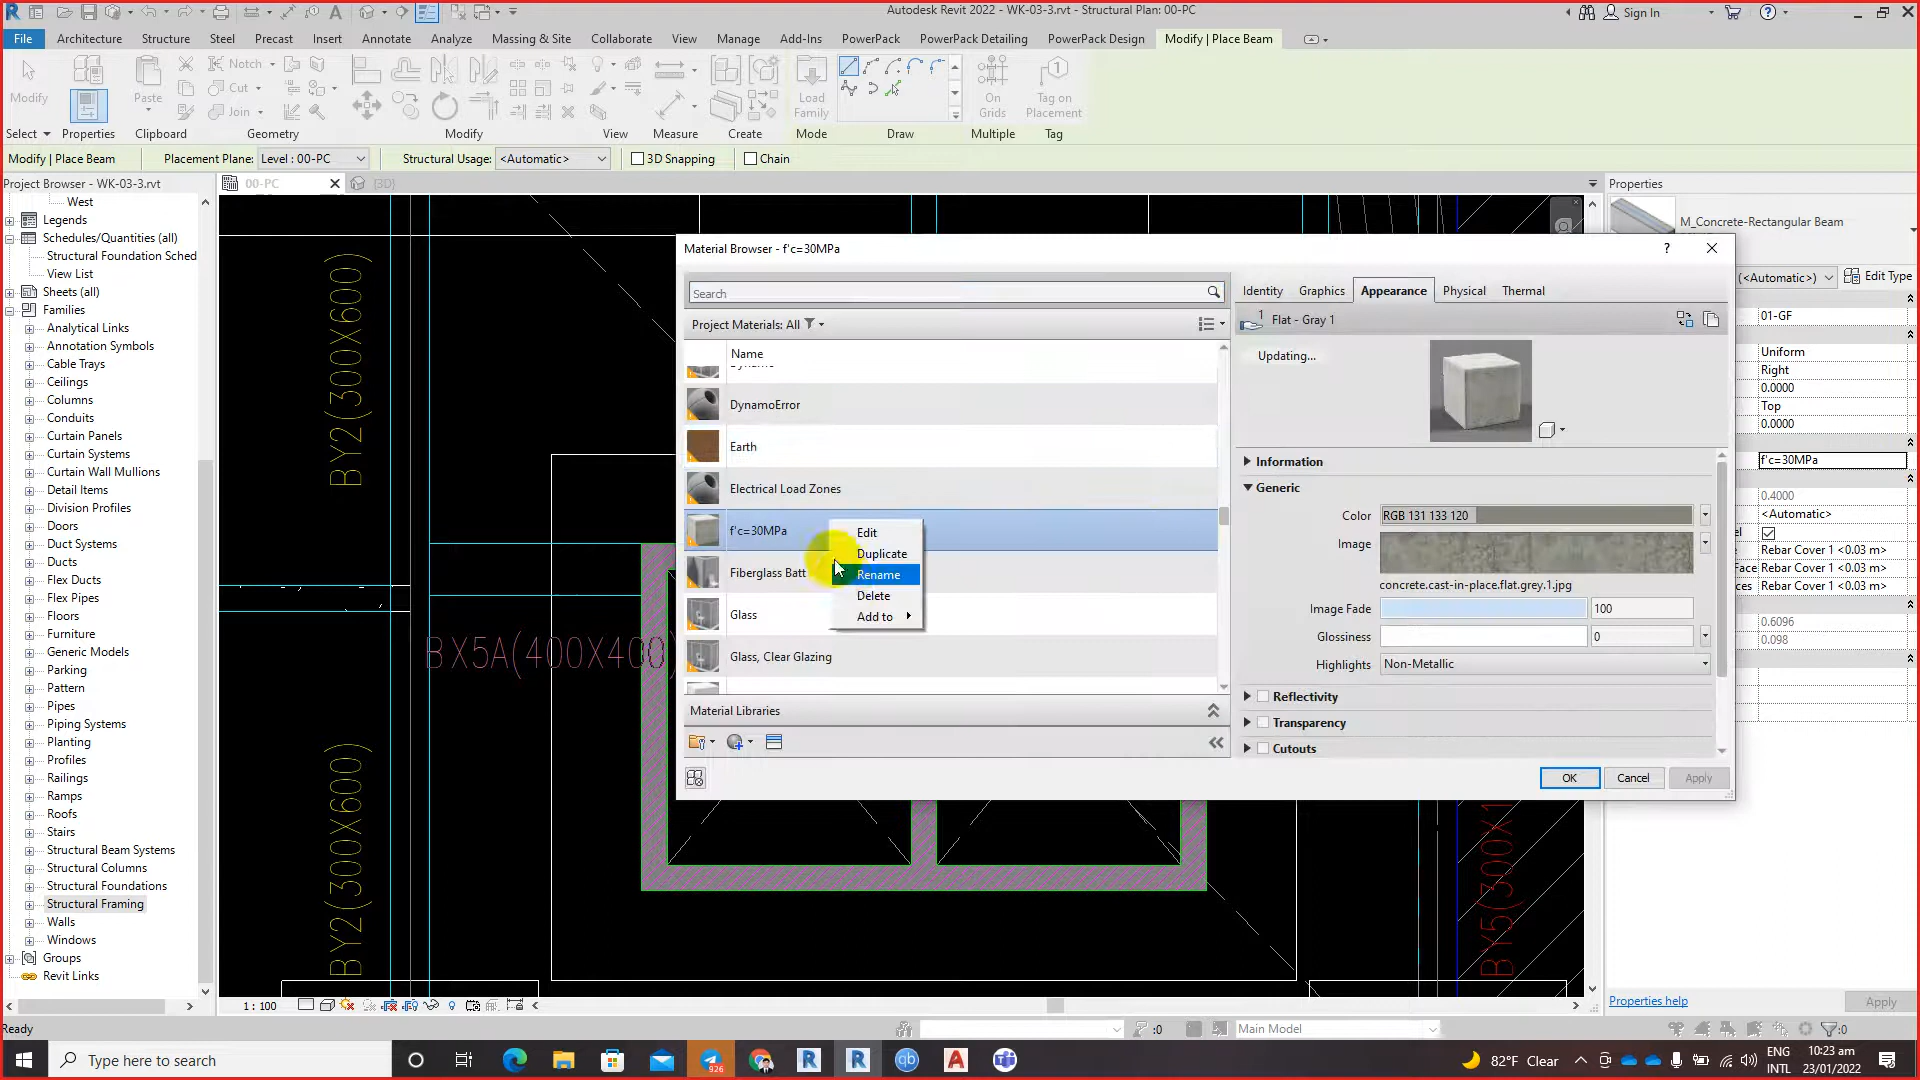 Autodesk Revit 2022 - WK-03-3.rvt - Structural Plan: 00-PC
Sign In
File Architecture Structure Steel Precast Insert Annotate Analyze Massing & Site Collaborate View Manage Add-Ins PowerPack PowerPack Detailing PowerPack Design Modify | Place Beam
Modify
Paste
Notch
Cut
Join
Load Family
On Grids
Tag on Placement
Select Properties Clipboard Geometry Modify View Measure Create Mode Draw Multiple Tag
Modify | Place Beam Placement Plane: Level : 00-PC Structural Usage: <Automatic> 3D Snapping Chain
Project Browser - WK-03-3.rvt
West
Legends
Schedules/Quantities (all)
Structural Foundation Sched
View List
Sheets (all)
Families
Analytical Links
Annotation Symbols
Cable Trays
Ceilings
Columns
Conduits
Curtain Panels
Curtain Systems
Curtain Wall Mullions
Detail Items
Division Profiles
Doors
Duct Systems
Ducts
Flex Ducts
Flex Pipes
Floors
Furniture
Generic Models
Parking
Pattern
Pipes
Piping Systems
Planting
Profiles
Railings
Ramps
Roofs
Stairs
Structural Beam Systems
Structural Columns
Structural Foundations
Structural Framing
Walls
Windows
Groups
Revit Links
00-PC
{3D}
BY2(300X600)
BX5A(400X400)
BY2(300X600)
BY5(300X1
Material Browser - f'c=30MPa
? 
Search
Project Materials: All
Name
DynamoError
Earth
Electrical Load Zones
f'c=30MPa
Fiberglass Batt
Glass
Glass, Clear Glazing
Edit
Duplicate
Rename
Delete
Add to
Material Libraries
Identity Graphics Appearance Physical Thermal
1 Flat - Gray 1
Updating...
Information
Generic
Color RGB 131 133 120
Image
concrete.cast-in-place.flat.grey.1.jpg
Image Fade 100
Glossiness 0
Highlights Non-Metallic
Reflectivity
Transparency
Cutouts
OK Cancel Apply
Properties
M_Concrete-Rectangular Beam
(<Automatic>) Edit Type
01-GF
Uniform
Right
0.0000
Top
0.0000
f'c=30MPa
0.4000
<Automatic>
el
Rebar Cover 1 <0.03 m>
Face Rebar Cover 1 <0.03 m>
aces Rebar Cover 1 <0.03 m>
0.6096
0.098
Properties help Apply
1 : 100
Ready
:0
Main Model
:0
Type here to search
926
82°F Clear
ENG
INTL
10:23 am
23/01/2022